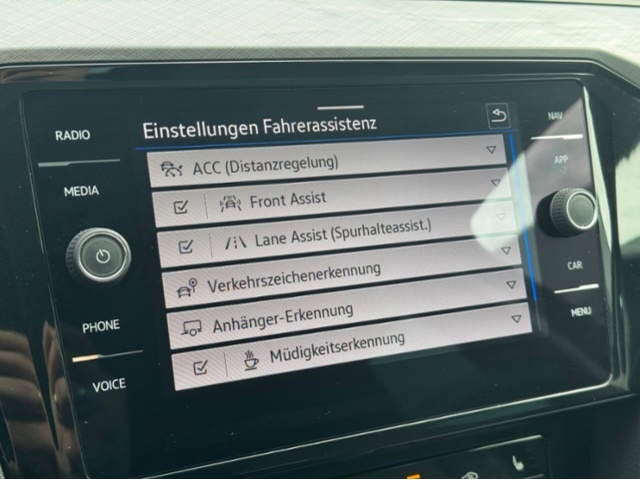 RADIO
MEDIA
PHONE
VOICE
Einstellungen Fahrerassistenz
ACC (Distanzregelung)
Front Assist
Lane Assist (Spurhalteassist.)
Verkehrszeichenerkennung
Anhänger-Erkennung
Müdigkeitserkennung
NAV
APP
CAR
MENU